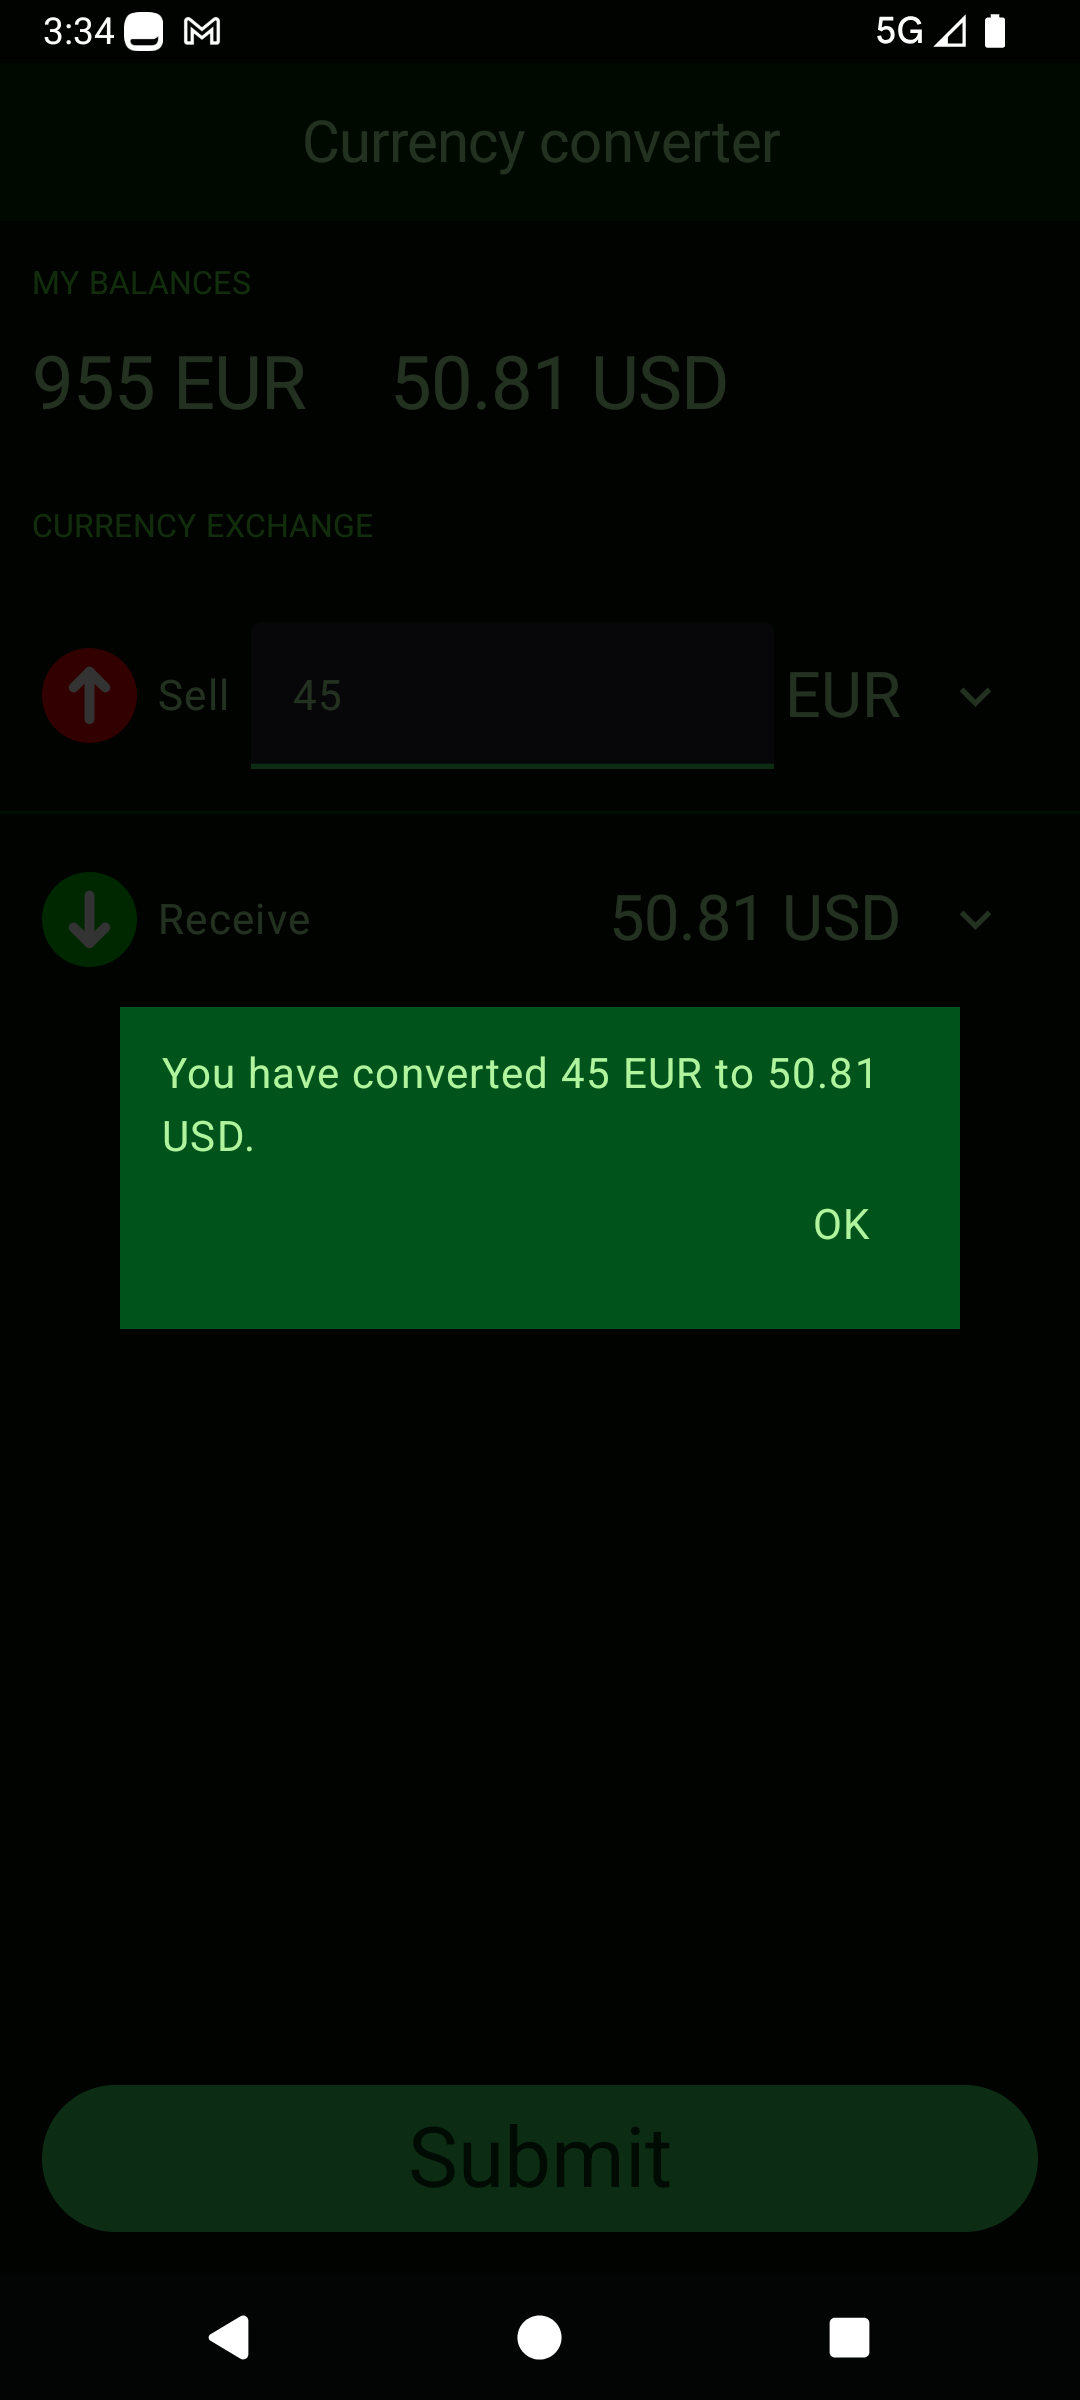 3:34 5G
Currency converter
MY BALANCES
955 EUR 50.81 USD
CURRENCY EXCHANGE
Sell 45 EUR
Receive 50.81 USD
You have converted 45 EUR to 50.81
USD.
OK
Submit